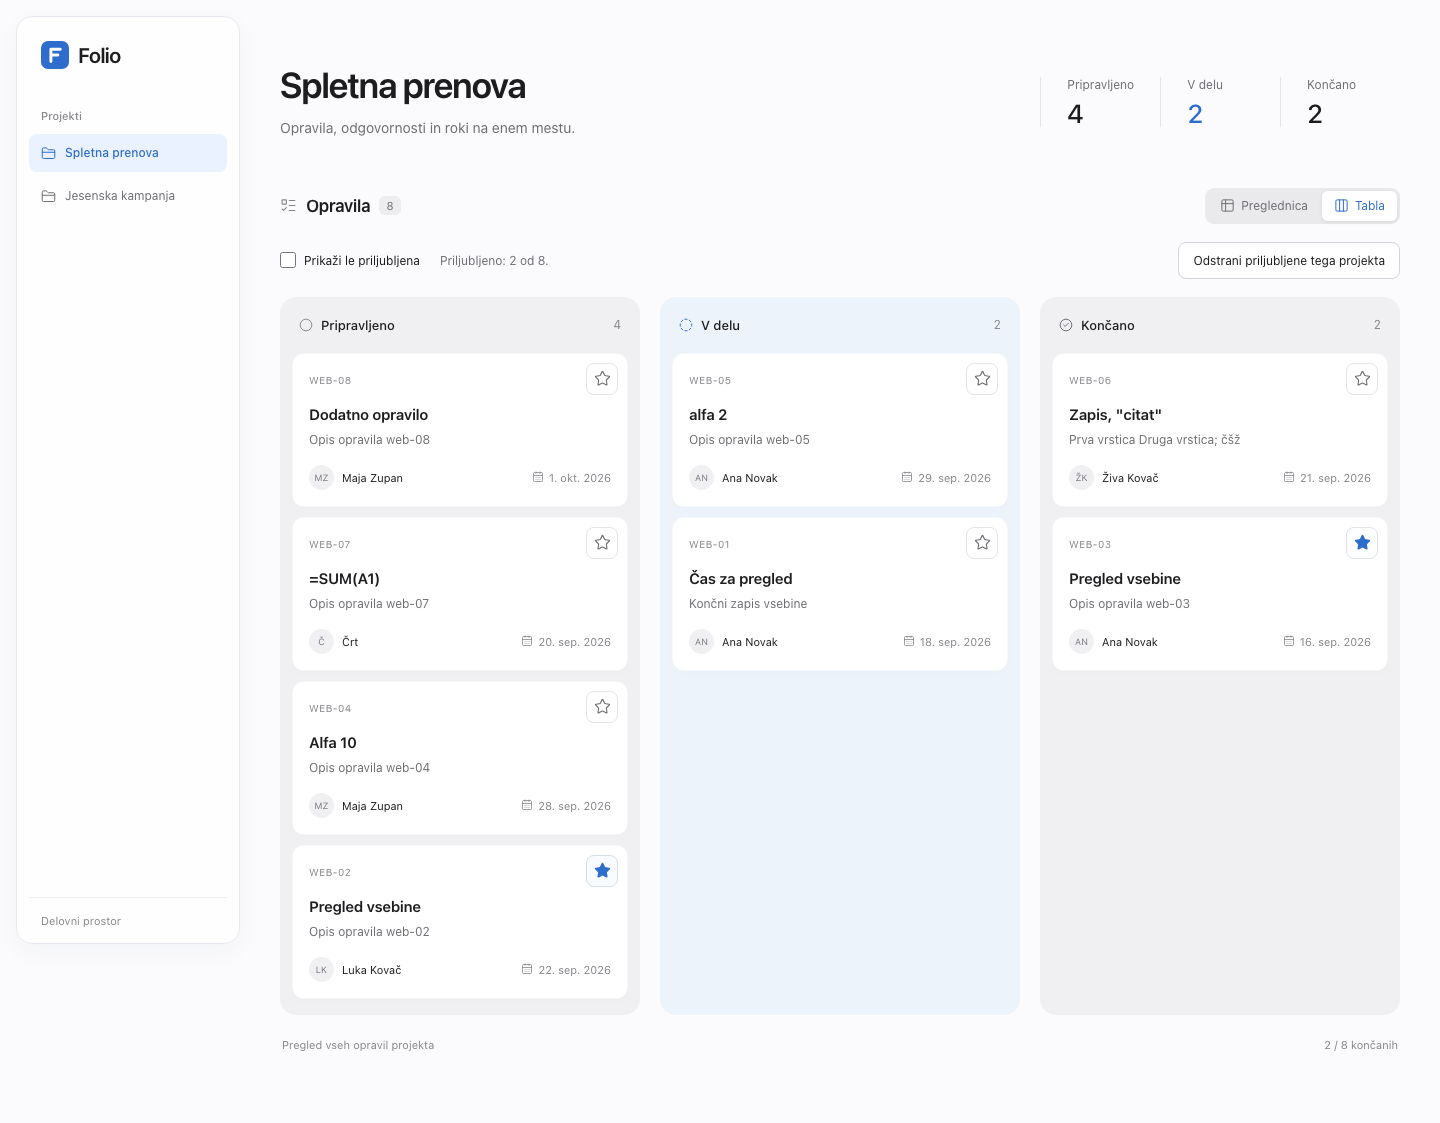 Folio
Projekti
Spletna prenova
Jesenska kampanja
Delovni prostor
Spletna prenova
Opravila, odgovornosti in roki na enem mestu.
Pripravljeno
4
V delu
2
Končano
2
Opravila 8
Preglednica
Tabla
Prikaži le priljubljena
Priljubljeno: 2 od 8.
Odstrani priljubljene tega projekta
Pripravljeno 4
WEB-08
Dodatno opravilo
Opis opravila web-08
MZ Maja Zupan 1. okt. 2026
WEB-07
=SUM(A1)
Opis opravila web-07
Č Črt 20. sep. 2026
WEB-04
Alfa 10
Opis opravila web-04
MZ Maja Zupan 28. sep. 2026
WEB-02
Pregled vsebine
Opis opravila web-02
LK Luka Kovač 22. sep. 2026
V delu 2
WEB-05
alfa 2
Opis opravila web-05
AN Ana Novak 29. sep. 2026
WEB-01
Čas za pregled
Končni zapis vsebine
AN Ana Novak 18. sep. 2026
Končano 2
WEB-06
Zapis, "citat"
Prva vrstica Druga vrstica; čšž
ŽK Živa Kovač 21. sep. 2026
WEB-03
Pregled vsebine
Opis opravila web-03
AN Ana Novak 16. sep. 2026
Pregled vseh opravil projekta
2 / 8 končanih